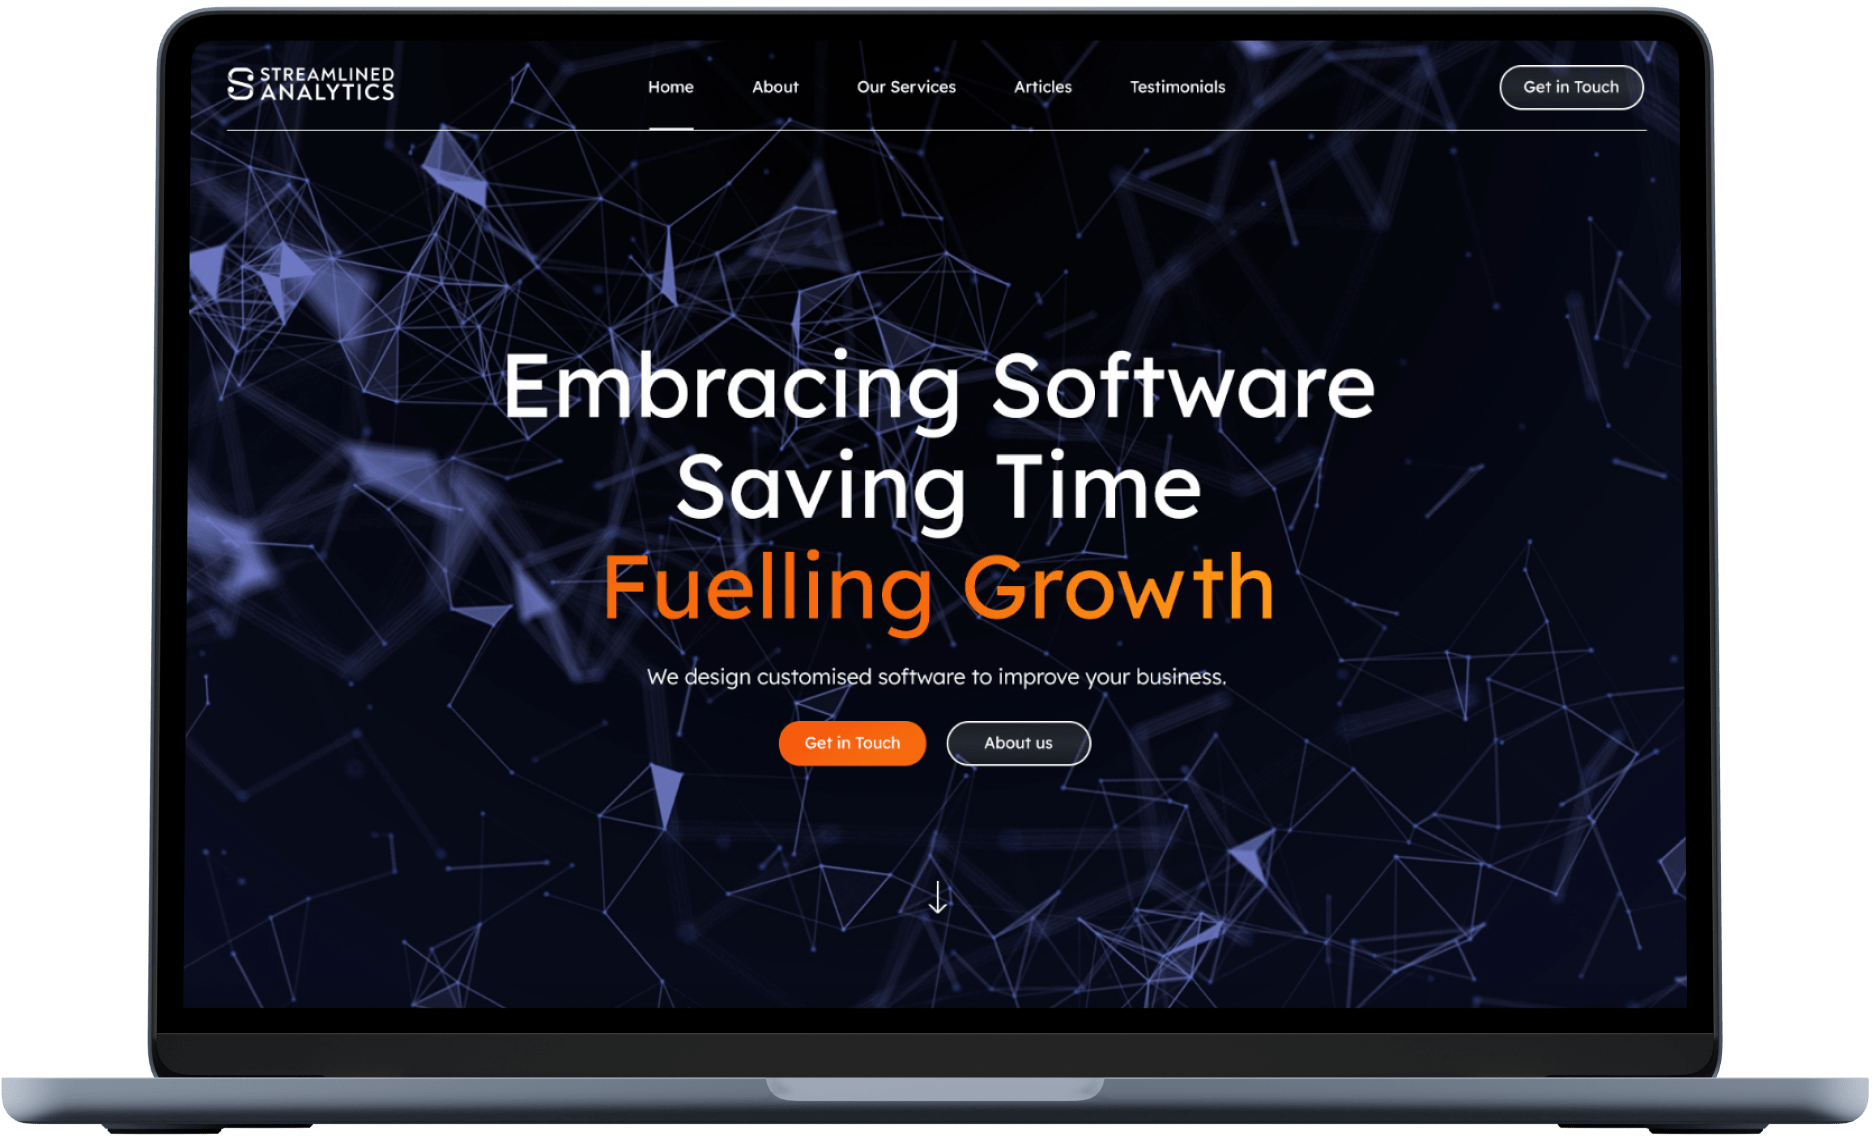 STREAMLINED
ANALYTICS
Home About Our Services Articles Testimonials Get in Touch
Embracing Software
Saving Time
Fuelling Growth
We design customised software to improve your business.
Get in Touch About us